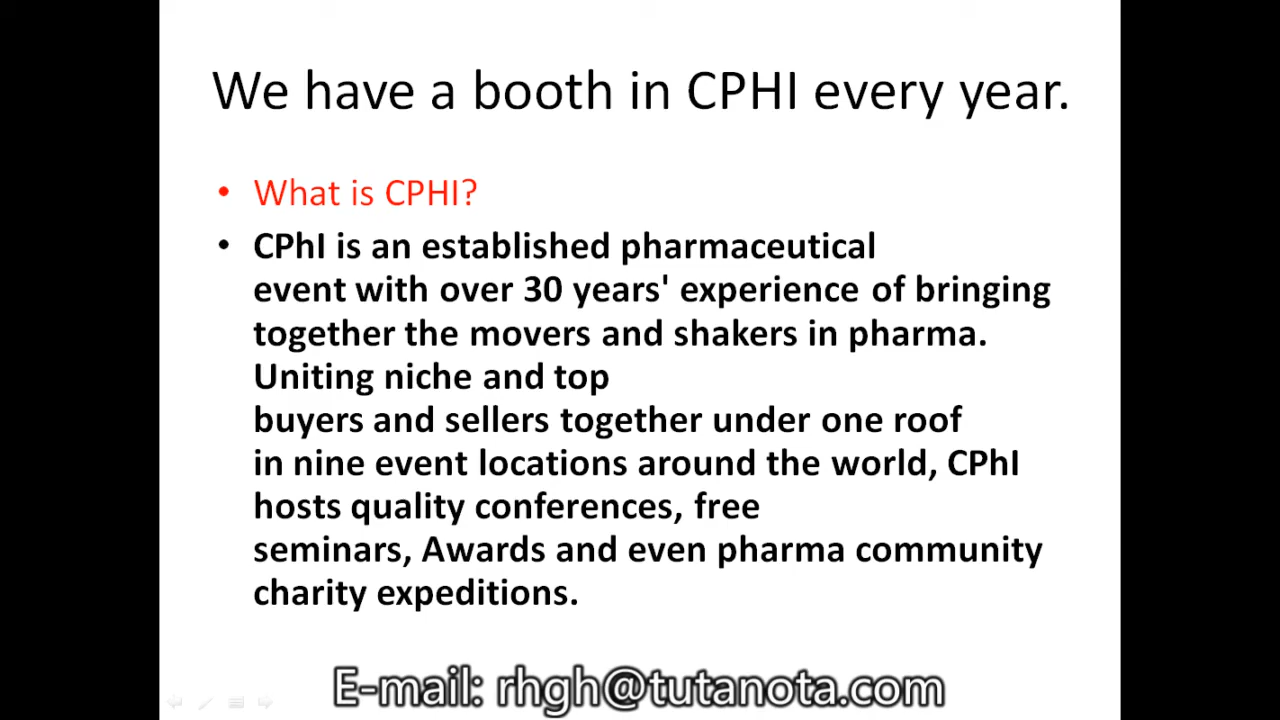 We have a booth in CPHI every year.
• What is CPHI?
• CPhI is an established pharmaceutical
event with over 30 years' experience of bringing
together the movers and shakers in pharma.
Uniting niche and top
buyers and sellers together under one roof
in nine event locations around the world, CPhI
hosts quality conferences, free
seminars, Awards and even pharma community
charity expeditions.
E-mail: rhgh@tutanota.com